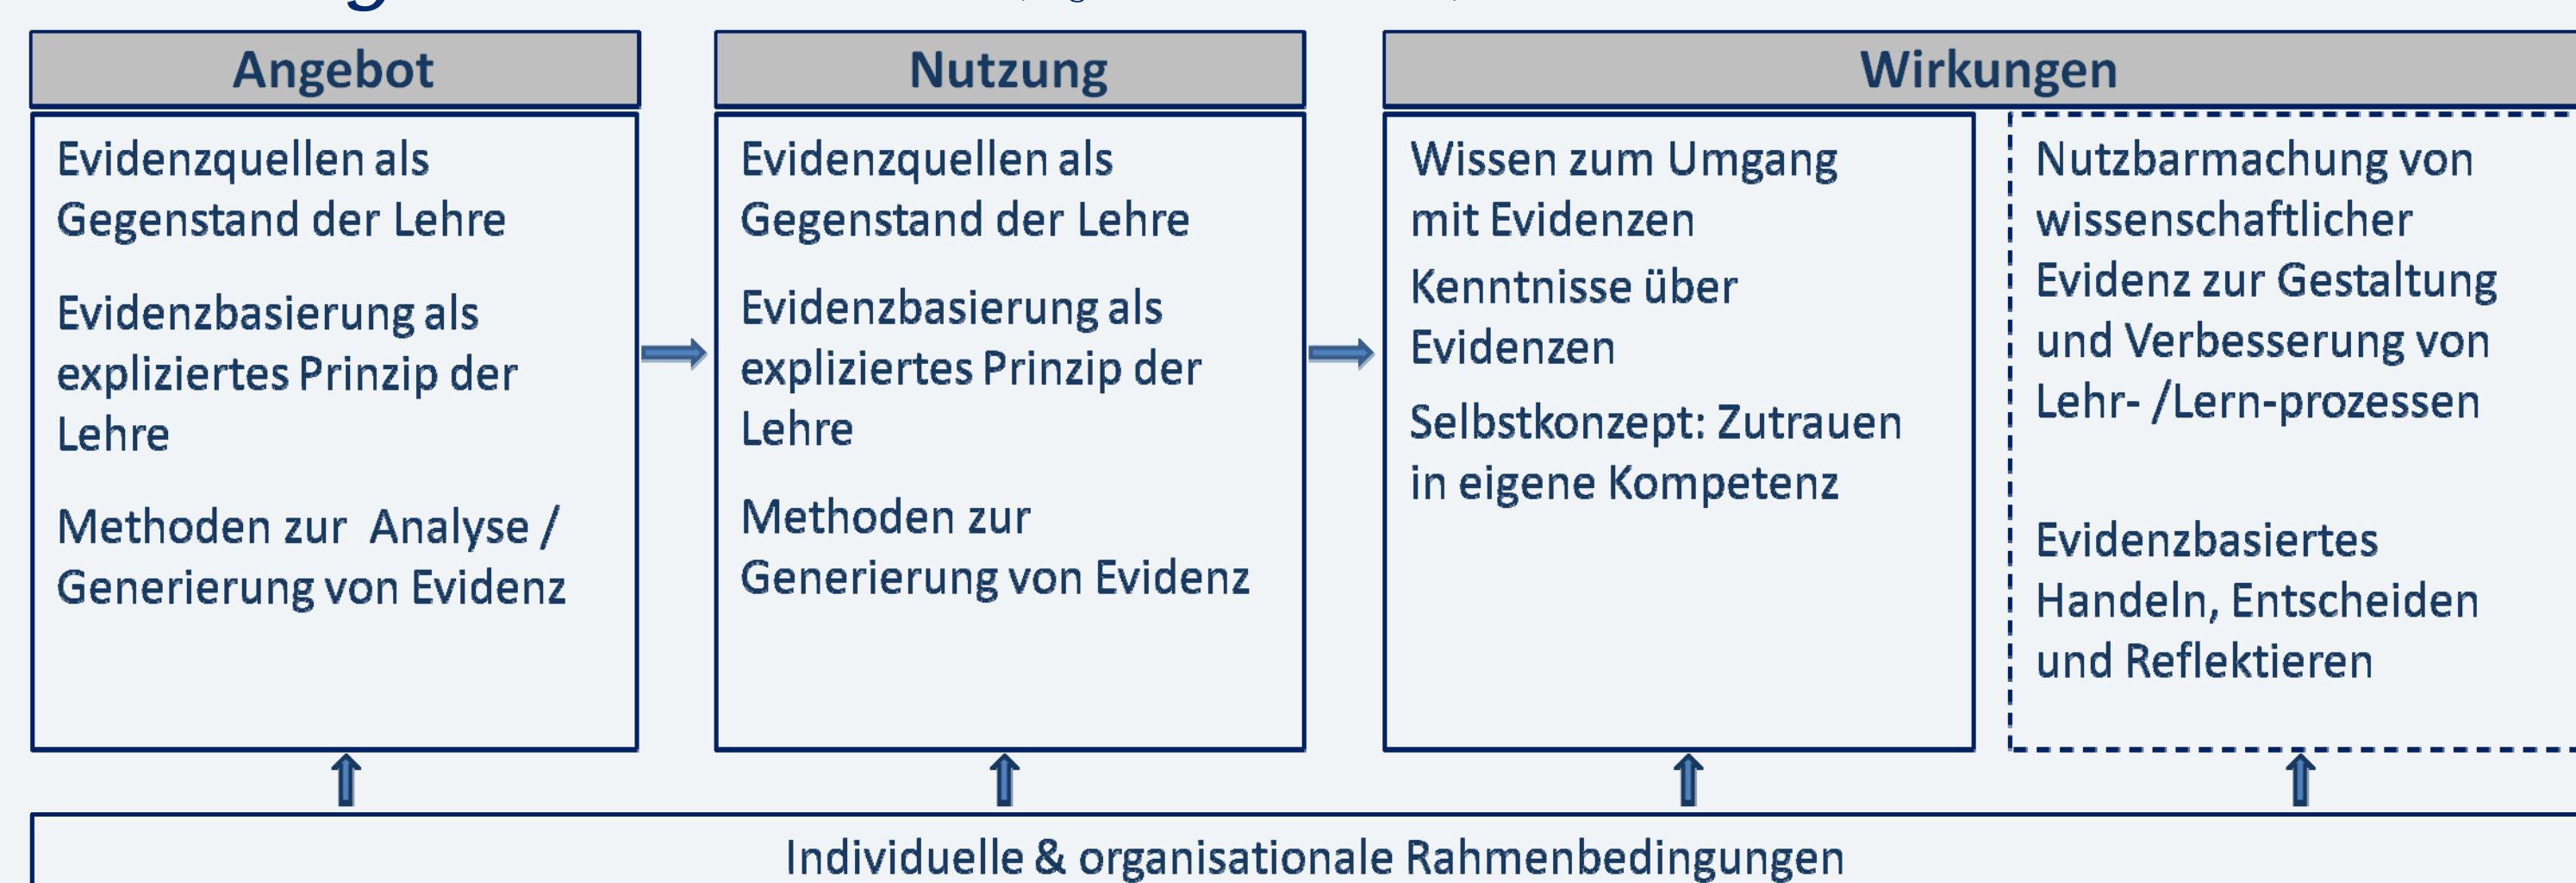 Angebot
Evidenzquellen als
Gegenstand der Lehre
Evidenzbasierung als
expliziertes Prinzip der
Lehre
Methoden zur Analyse /
Generierung von Evidenz
Nutzung
Evidenzquellen als
Gegenstand der Lehre
Evidenzbasierung als
expliziertes Prinzip der
Lehre
Methoden zur
Generierung von Evidenz
Wirkungen
Wissen zum Umgang
mit Evidenzen
Kenntnisse über
Evidenzen
Selbstkonzept: Zutrauen
in eigene Kompetenz
Nutzbarmachung von
wissenschaftlicher
Evidenz zur Gestaltung
und Verbesserung von
Lehr- /Lern-prozessen
Evidenzbasiertes
Handeln, Entscheiden
und Reflektieren
Individuelle & organisationale Rahmenbedingungen